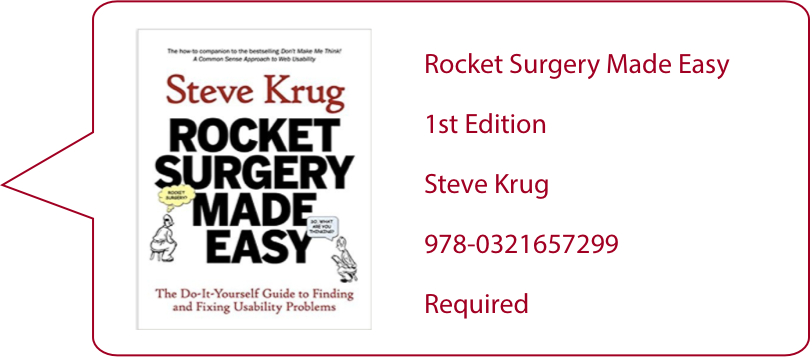 The how-to companion to the bestselling Don't Make Me Think!
A Common Sense Approach to Web Usability
Steve Krug
ROCKET
SURGERY
MADE
EASY
ROCKET
SURGERY?
SO, WHAT
ARE YOU
THINKING?
The Do-It-Yourself Guide to Finding
and Fixing Usability Problems
Rocket Surgery Made Easy
1st Edition
Steve Krug
978-0321657299
Required